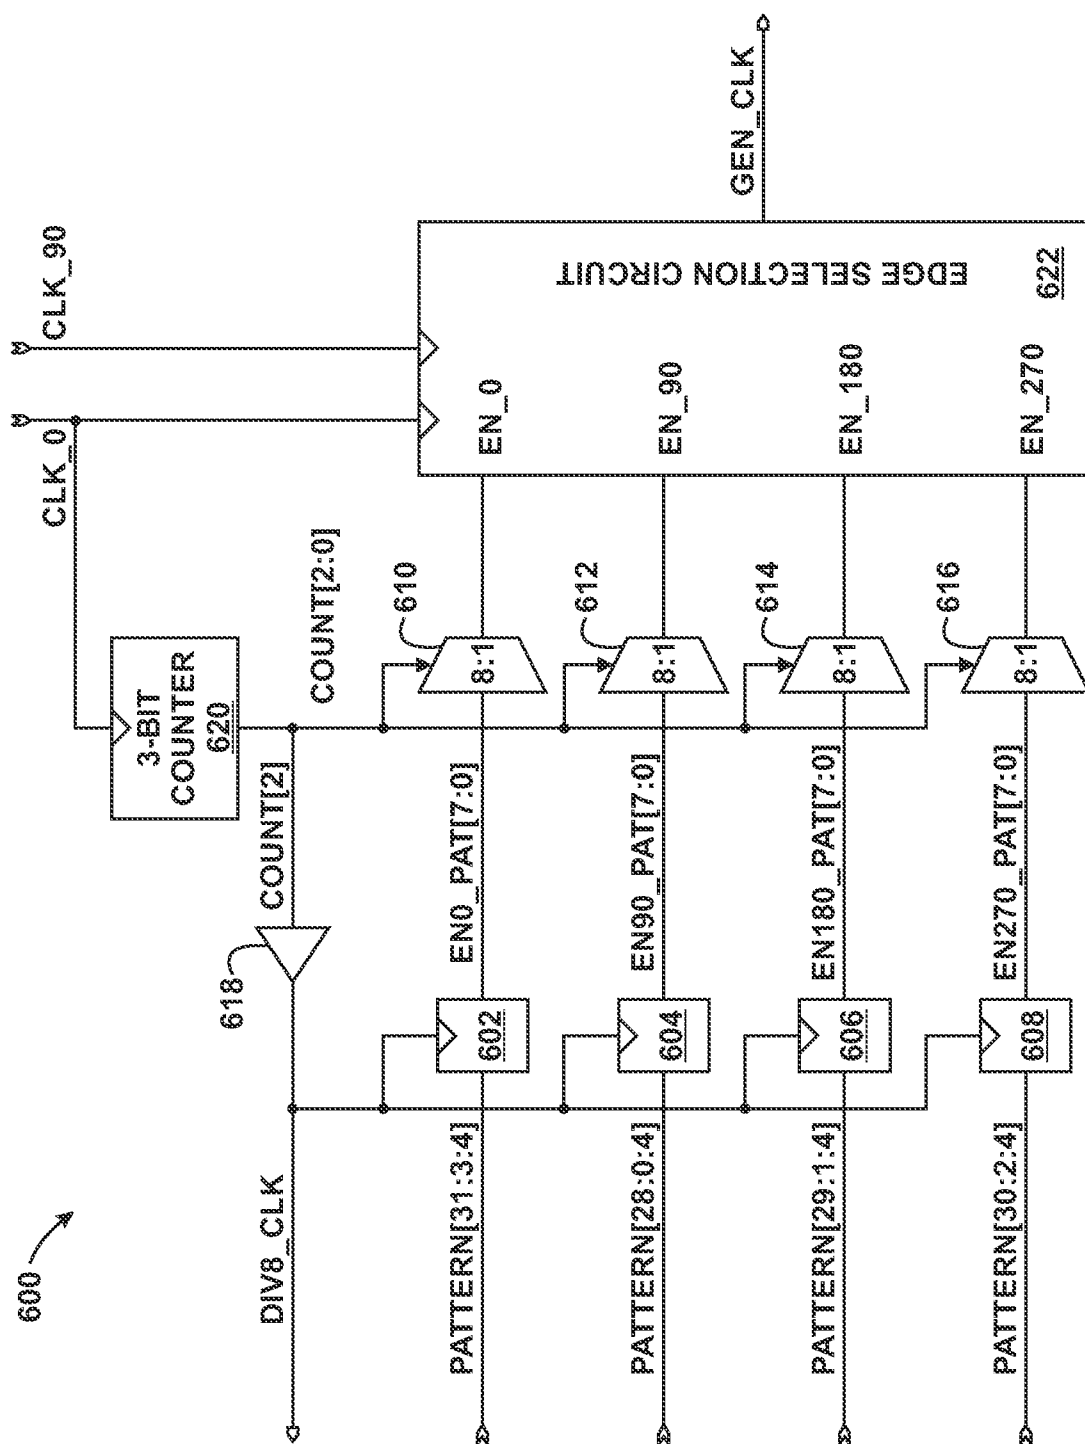 600
CLK_0
CLK_90
3-BIT
COUNTER
620
COUNT[2]
COUNT[2:0]
618
DIV8_CLK
PATTERN[31:3:4]
602
EN0_PAT[7:0]
8:1
610
EN_0
PATTERN[28:0:4]
604
EN90_PAT[7:0]
8:1
612
EN_90
PATTERN[29:1:4]
606
EN180_PAT[7:0]
8:1
614
EN_180
PATTERN[30:2:4]
608
EN270_PAT[7:0]
8:1
616
EN_270
EDGE SELECTION CIRCUIT
622
GEN_CLK